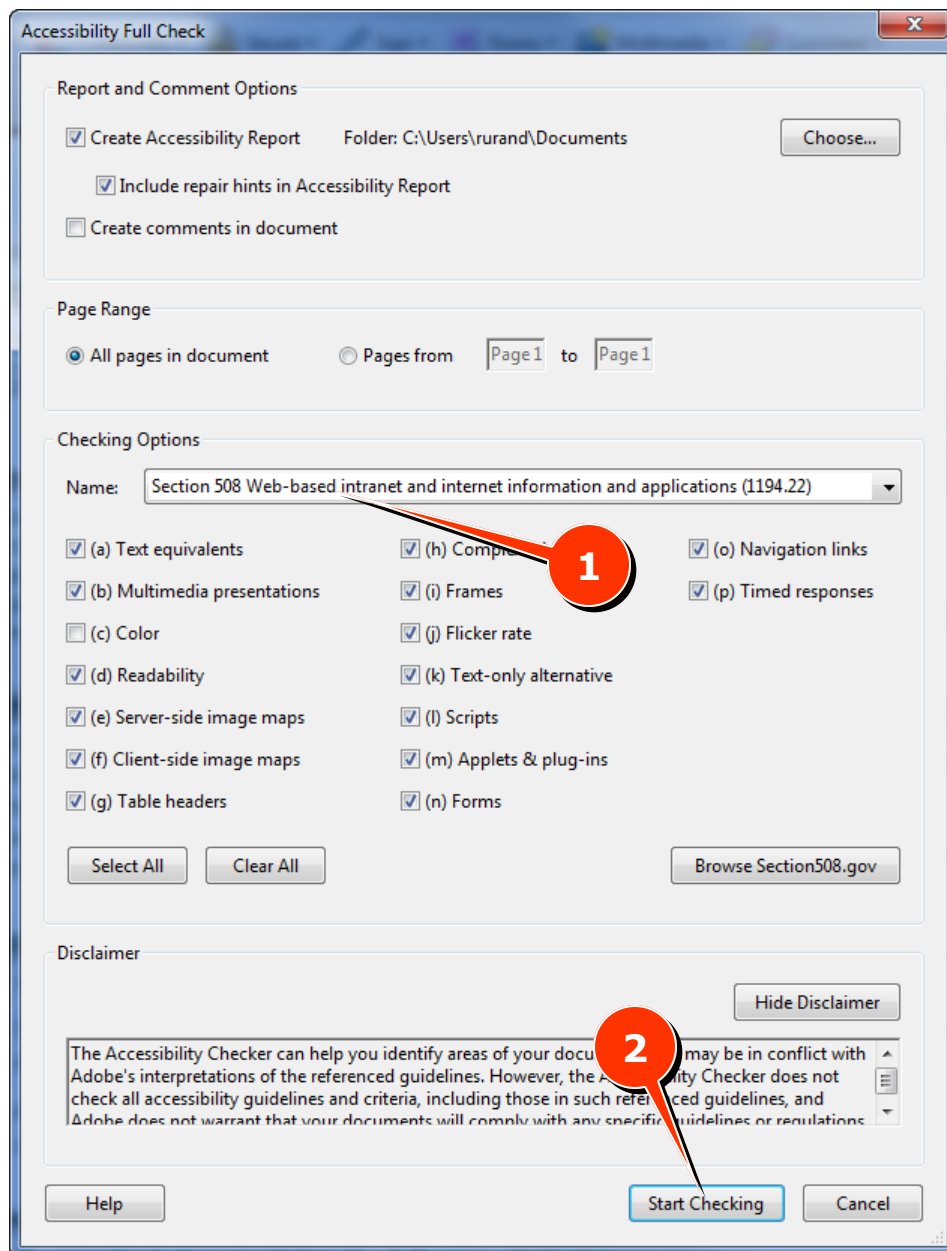 Accessibility Full Check
Report and Comment Options
Create Accessibility Report Folder: C:\Users\rurand\Documents Choose...
Include repair hints in Accessibility Report
Create comments in document
Page Range
All pages in document Pages from Page 1 to Page 1
Checking Options
Name: Section 508 Web-based intranet and internet information and applications (1194.22)
1
(a) Text equivalents (h) (o) Navigation links
(b) Multimedia presentations (i) Frames (p) Timed responses
(c) Color (j) Flicker rate
(d) Readability (k) Text-only alternative
(e) Server-side image maps (l) Scripts
(f) Client-side image maps (m) Applets & plug-ins
(g) Table headers (n) Forms
Select All Clear All Browse Section508.gov
Disclaimer
Hide Disclaimer
2
The Accessibility Checker can help you identify areas of your may be in conflict with
Adobe's interpretations of the referenced guidelines. However, the Checker does not
check all accessibility guidelines and criteria, including those in such referenced guidelines, and
Adobe does not warrant that your documents will comply with any specific guidelines or regulations
Help Start Checking Cancel